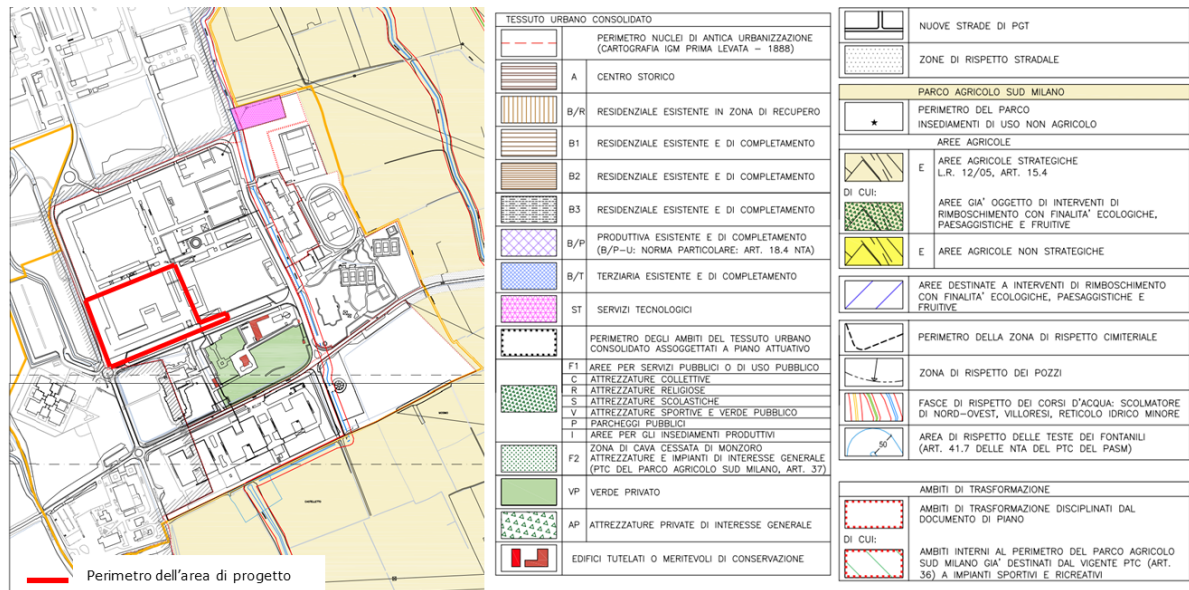 Perimetro dell'area di progetto
TESSUTO URBANO CONSOLIDATO
PERIMETRO NUCLEI DI ANTICA URBANIZZAZIONE
(CARTOGRAFIA IGM PRIMA LEVATA – 1888)
A CENTRO STORICO
B/R RESIDENZIALE ESISTENTE IN ZONA DI RECUPERO
B1 RESIDENZIALE ESISTENTE E DI COMPLETAMENTO
B2 RESIDENZIALE ESISTENTE E DI COMPLETAMENTO
B3 RESIDENZIALE ESISTENTE E DI COMPLETAMENTO
B/P PRODUTTIVA ESISTENTE E DI COMPLETAMENTO
(B/P-U: NORMA PARTICOLARE: ART. 18.4 NTA)
B/T TERZIARIA ESISTENTE E DI COMPLETAMENTO
ST SERVIZI TECNOLOGICI
PERIMETRO DEGLI AMBITI DEL TESSUTO URBANO
CONSOLIDATO ASSOGGETTATI A PIANO ATTUATIVO
F1 AREE PER SERVIZI PUBBLICI O DI USO PUBBLICO
C ATTREZZATURE COLLETTIVE
R ATTREZZATURE RELIGIOSE
S ATTREZZATURE SCOLASTICHE
V ATTREZZATURE SPORTIVE E VERDE PUBBLICO
P PARCHEGGI PUBBLICI
I AREE PER GLI INSEDIAMENTI PRODUTTIVI
F2 ZONA DI CAVA CESSATA DI MONZORO
ATTREZZATURE E IMPIANTI DI INTERESSE GENERALE
(PTC DEL PARCO AGRICOLO SUD MILANO, ART. 37)
VP VERDE PRIVATO
AP ATTREZZATURE PRIVATE DI INTERESSE GENERALE
EDIFICI TUTELATI O MERITEVOLI DI CONSERVAZIONE
NUOVE STRADE DI PGT
ZONE DI RISPETTO STRADALE
PARCO AGRICOLO SUD MILANO
PERIMETRO DEL PARCO
INSEDIAMENTI DI USO NON AGRICOLO
AREE AGRICOLE
E AREE AGRICOLE STRATEGICHE
L.R. 12/05, ART. 15.4
DI CUI:
AREE GIA' OGGETTO DI INTERVENTI DI
RIMBOSCHIMENTO CON FINALITA' ECOLOGICHE,
PAESAGGISTICHE E FRUITIVE
E AREE AGRICOLE NON STRATEGICHE
AREE DESTINATE A INTERVENTI DI RIMBOSCHIMENTO
CON FINALITA' ECOLOGICHE, PAESAGGISTICHE E
FRUITIVE
PERIMETRO DELLA ZONA DI RISPETTO CIMITERIALE
ZONA DI RISPETTO DEI POZZI
FASCE DI RISPETTO DEI CORSI D'ACQUA: SCOLMATORE
DI NORD-OVEST, VILLORESI, RETICOLO IDRICO MINORE
50
AREA DI RISPETTO DELLE TESTE DEI FONTANILI
(ART. 41.7 DELLE NTA DEL PTC DEL PASM)
AMBITI DI TRASFORMAZIONE
AMBITI DI TRASFORMAZIONE DISCIPLINATI DAL
DOCUMENTO DI PIANO
DI CUI:
AMBITI INTERNI AL PERIMETRO DEL PARCO AGRICOLO
SUD MILANO GIA' DESTINATI DAL VIGENTE PTC (ART.
36) A IMPIANTI SPORTIVI E RICREATIVI